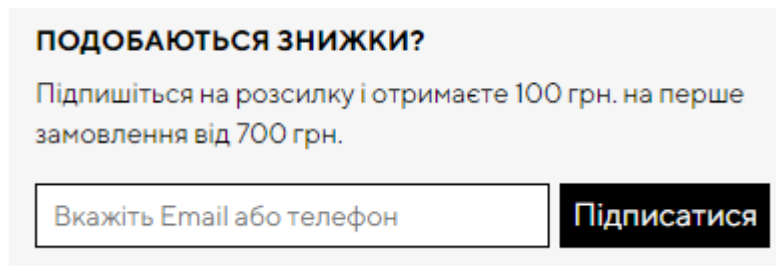 ПОДОБАЮТЬСЯ ЗНИЖКИ?
Підпишіться на розсилку і отримаєте 100 грн. на перше
замовлення від 700 грн.
Вкажіть Email або телефон
Підписатися